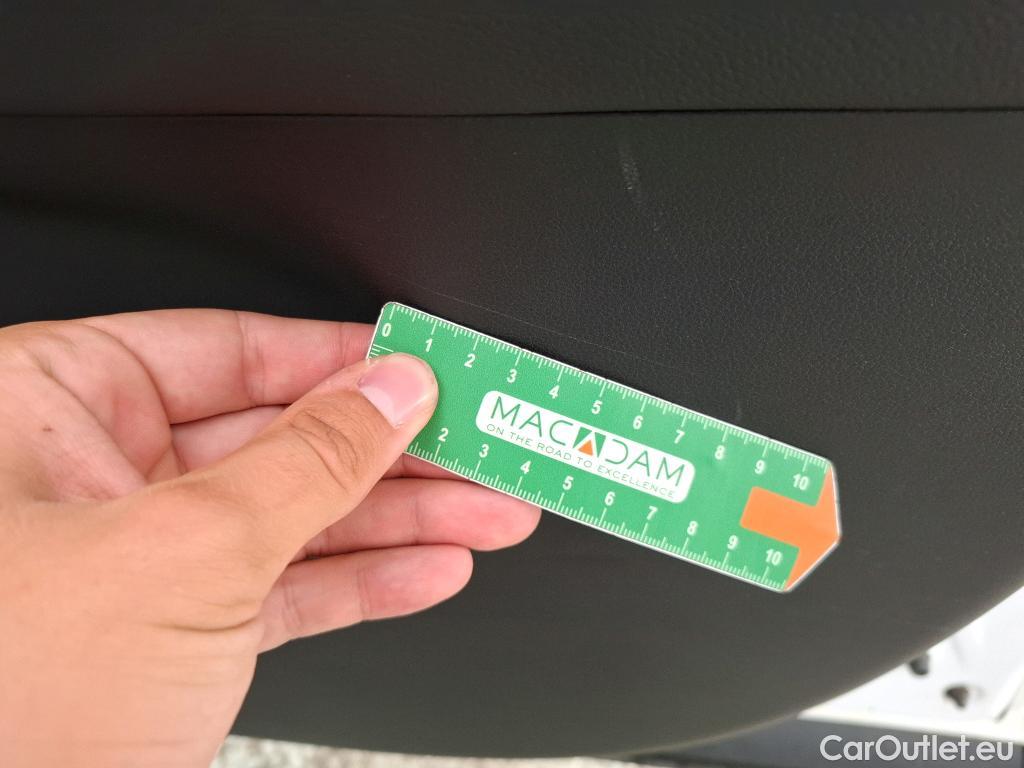 0 1 2 3 4 5 6 7 8 9 10
MACADAM
ON THE ROAD TO EXCELLENCE
2 3 4 5 6 7 8 9 10
CarOutlet.eu